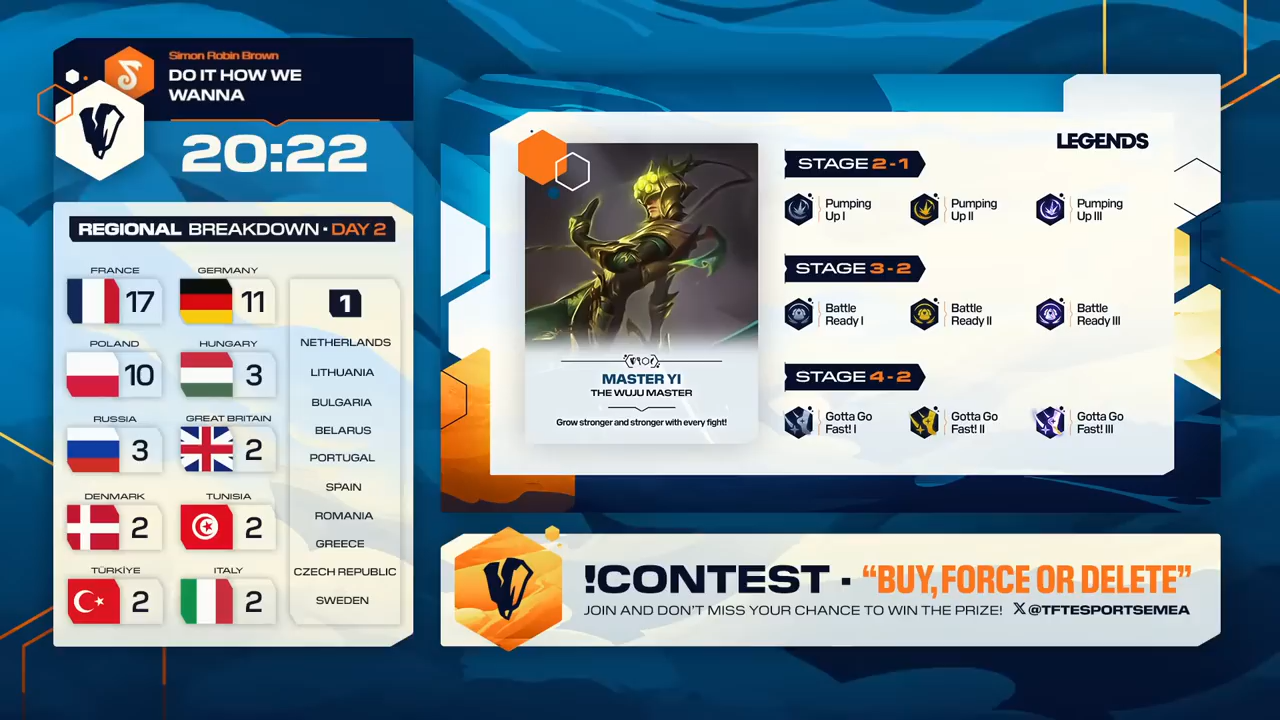 Simon Robin Brown
DO IT HOW WE
WANNA
20:22
REGIONAL BREAKDOWN · DAY 2
FRANCE
17
GERMANY
11
POLAND
10
HUNGARY
3
RUSSIA
3
GREAT BRITAIN
2
DENMARK
2
TUNISIA
2
TÜRKİYE
2
ITALY
2
1
NETHERLANDS
LITHUANIA
BULGARIA
BELARUS
PORTUGAL
SPAIN
ROMANIA
GREECE
CZECH REPUBLIC
SWEDEN
LEGENDS
MASTER YI
THE WUJU MASTER
Grow stronger and stronger with every fight!
STAGE 2-1
Pumping
Up I
Pumping
Up II
Pumping
Up III
STAGE 3-2
Battle
Ready I
Battle
Ready II
Battle
Ready III
STAGE 4-2
Gotta Go
Fast! I
Gotta Go
Fast! II
Gotta Go
Fast! III
!CONTEST · “BUY, FORCE OR DELETE”
JOIN AND DON'T MISS YOUR CHANCE TO WIN THE PRIZE! X @TFTESPORTSEMEA